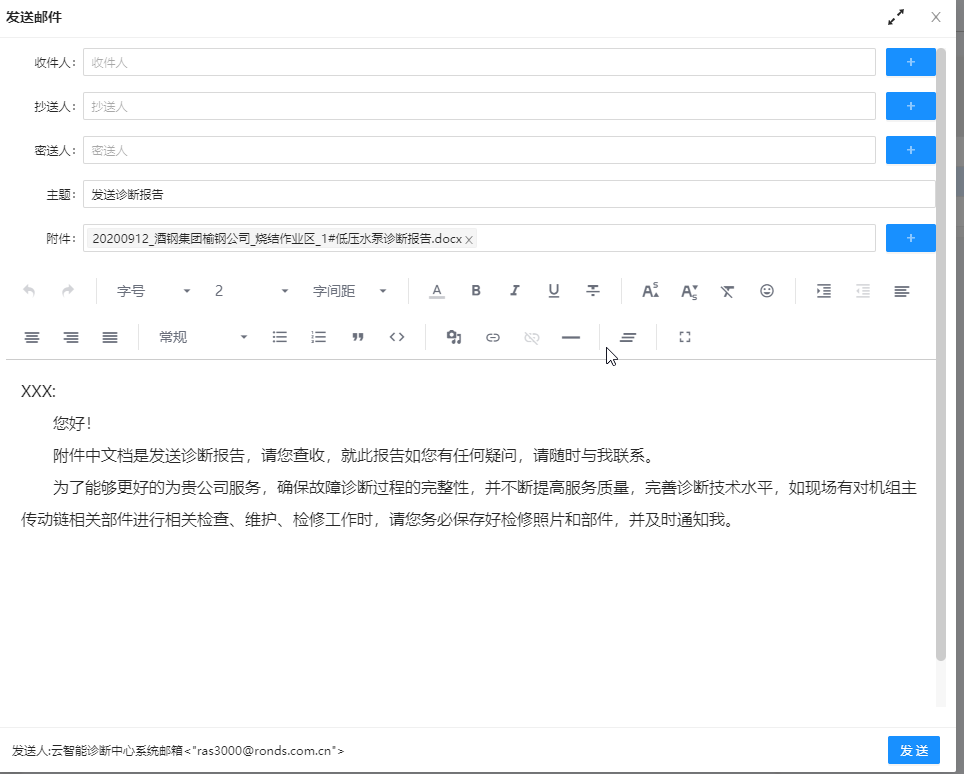 发送邮件
收件人： 收件人 +
抄送人： 抄送人 +
密送人： 密送人 +
主题： 发送诊断报告
附件： 20200912_酒钢集团榆钢公司_烧结作业区_1#低压水泵诊断报告.docx × +
字号 2 字间距 A B I U
常规
XXX:
您好！
附件中文档是发送诊断报告，请您查收，就此报告如您有任何疑问，请随时与我联系。
为了能够更好的为贵公司服务，确保故障诊断过程的完整性，并不断提高服务质量，完善诊断技术水平，如现场有对机组主
传动链相关部件进行相关检查、维护、检修工作时，请您务必保存好检修照片和部件，并及时通知我。
发送人:云智能诊断中心系统邮箱<"ras3000@ronds.com.cn"> 发 送